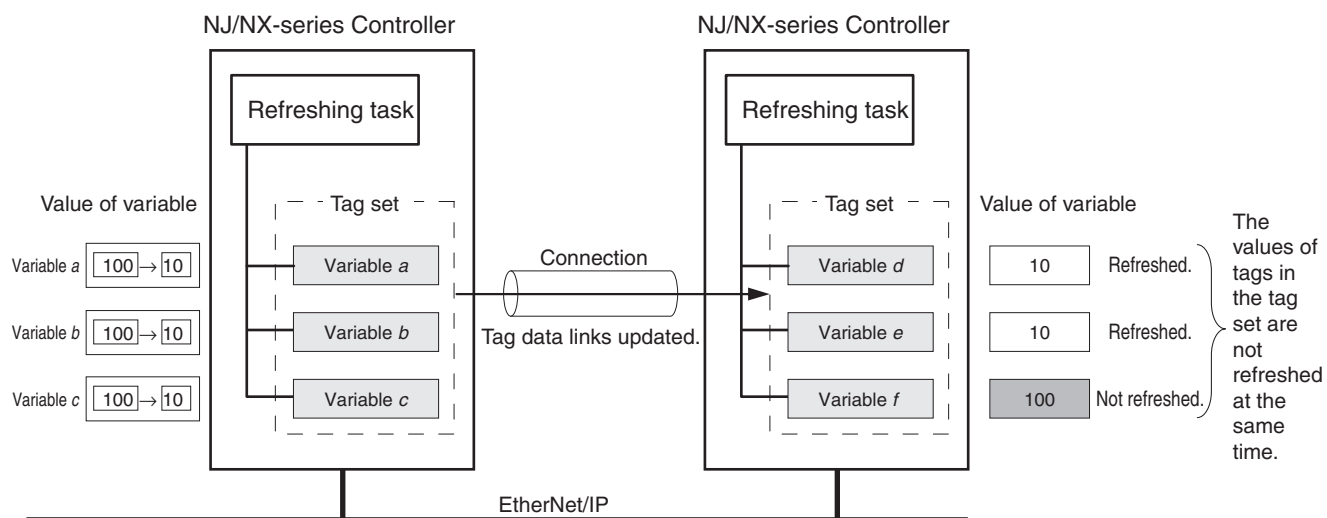 NJ/NX-series Controller
NJ/NX-series Controller
Refreshing task
Refreshing task
Value of variable
Tag set
Tag set
Value of variable
Variable a 100 → 10
Variable a
Connection
Variable d
10 Refreshed.
Variable b 100 → 10
Variable b
Tag data links updated.
Variable e
10 Refreshed.
Variable c 100 → 10
Variable c
Variable f
100 Not refreshed.
The
values of
tags in
the tag
set are
not
refreshed
at the
same
time.
EtherNet/IP